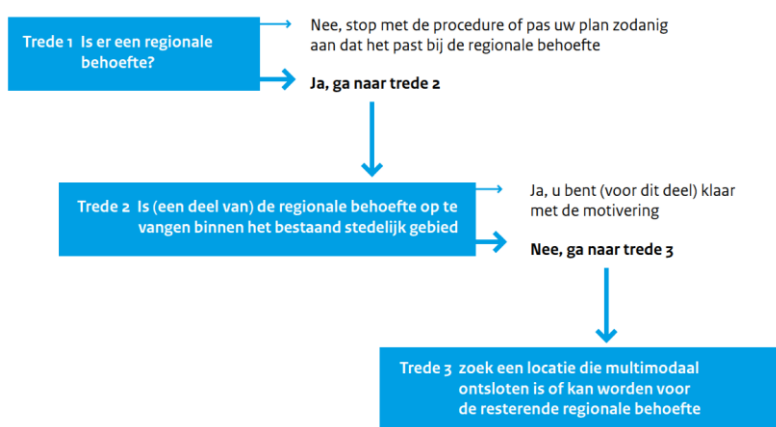 Trede 1 Is er een regionale
behoefte?
Nee, stop met de procedure of pas uw plan zodanig
aan dat het past bij de regionale behoefte
Ja, ga naar trede 2
Trede 2 Is (een deel van) de regionale behoefte op te
vangen binnen het bestaand stedelijk gebied
Ja, u bent (voor dit deel) klaar
met de motivering
Nee, ga naar trede 3
Trede 3 zoek een locatie die multimodaal
ontsloten is of kan worden voor
de resterende regionale behoefte